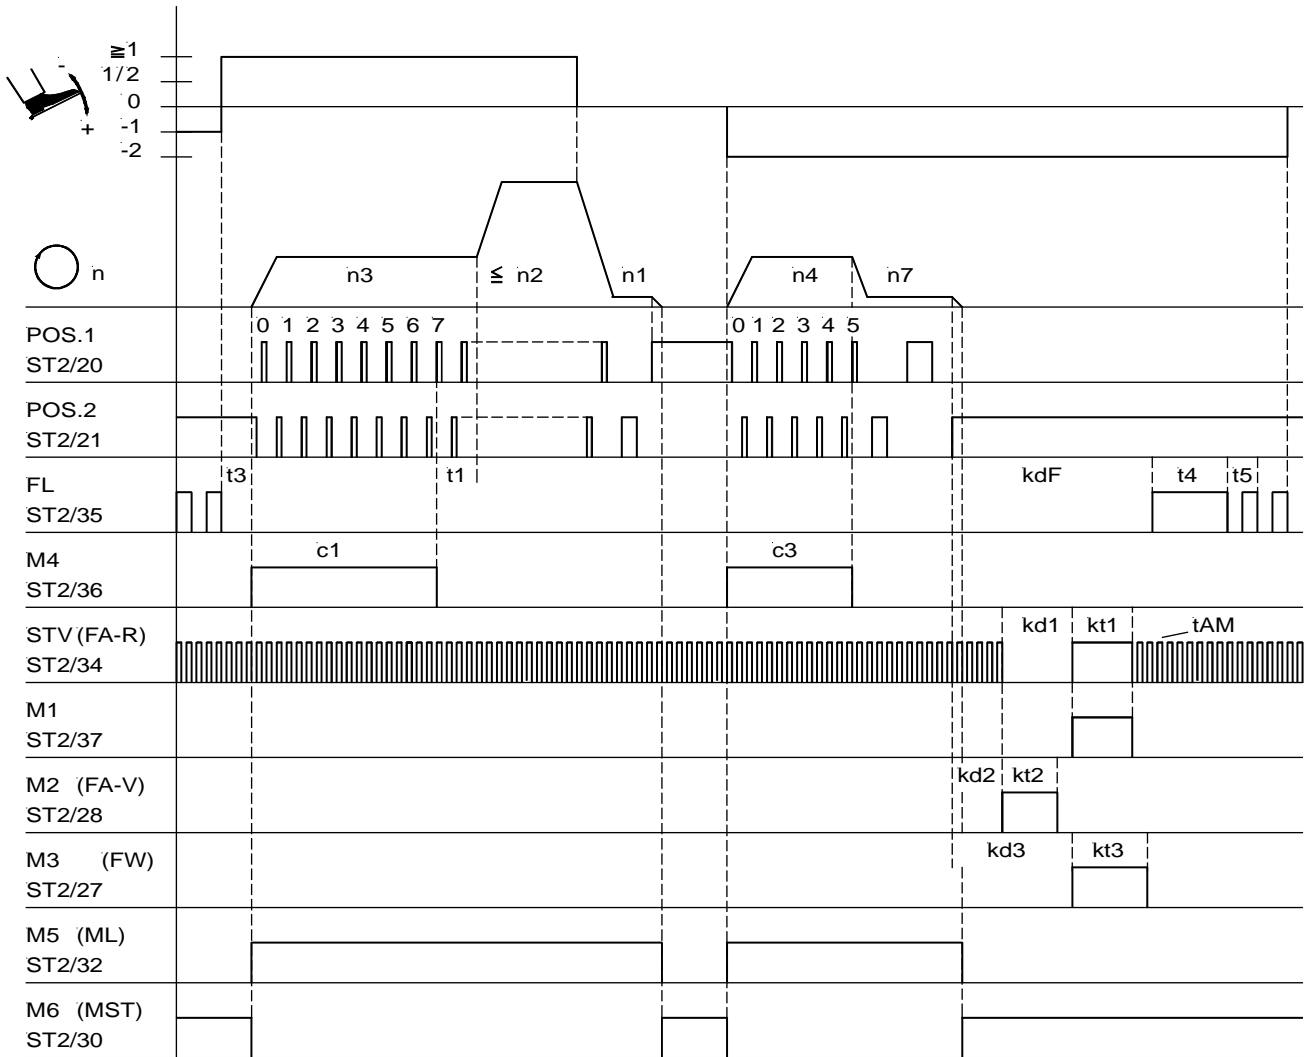 ≧1
1/2
-
0
+
-1
-2
n
n3
≦ n2
n1
n4
n7
POS.1
ST2/20
0 1 2 3 4 5 6 7
0 1 2 3 4 5
POS.2
ST2/21
FL
ST2/35
t3
t1
kdF
t4
t5
M4
ST2/36
c1
c3
STV (FA-R)
ST2/34
kd1
kt1
tAM
M1
ST2/37
M2 (FA-V)
ST2/28
kd2
kt2
M3 (FW)
ST2/27
kd3
kt3
M5 (ML)
ST2/32
M6 (MST)
ST2/30